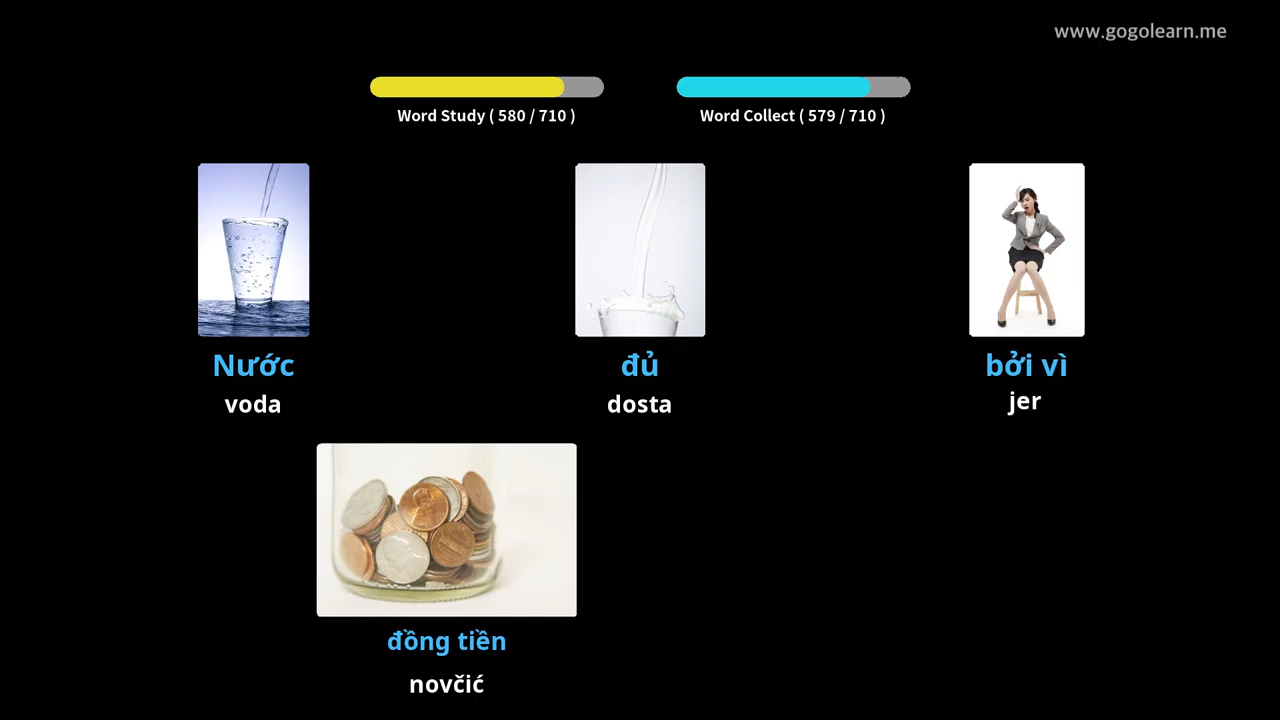 www.gogolearn.me
Word Study ( 580 / 710 )
Word Collect ( 579 / 710 )
Nước
voda
đủ
dosta
bởi vì
jer
đồng tiền
novčić